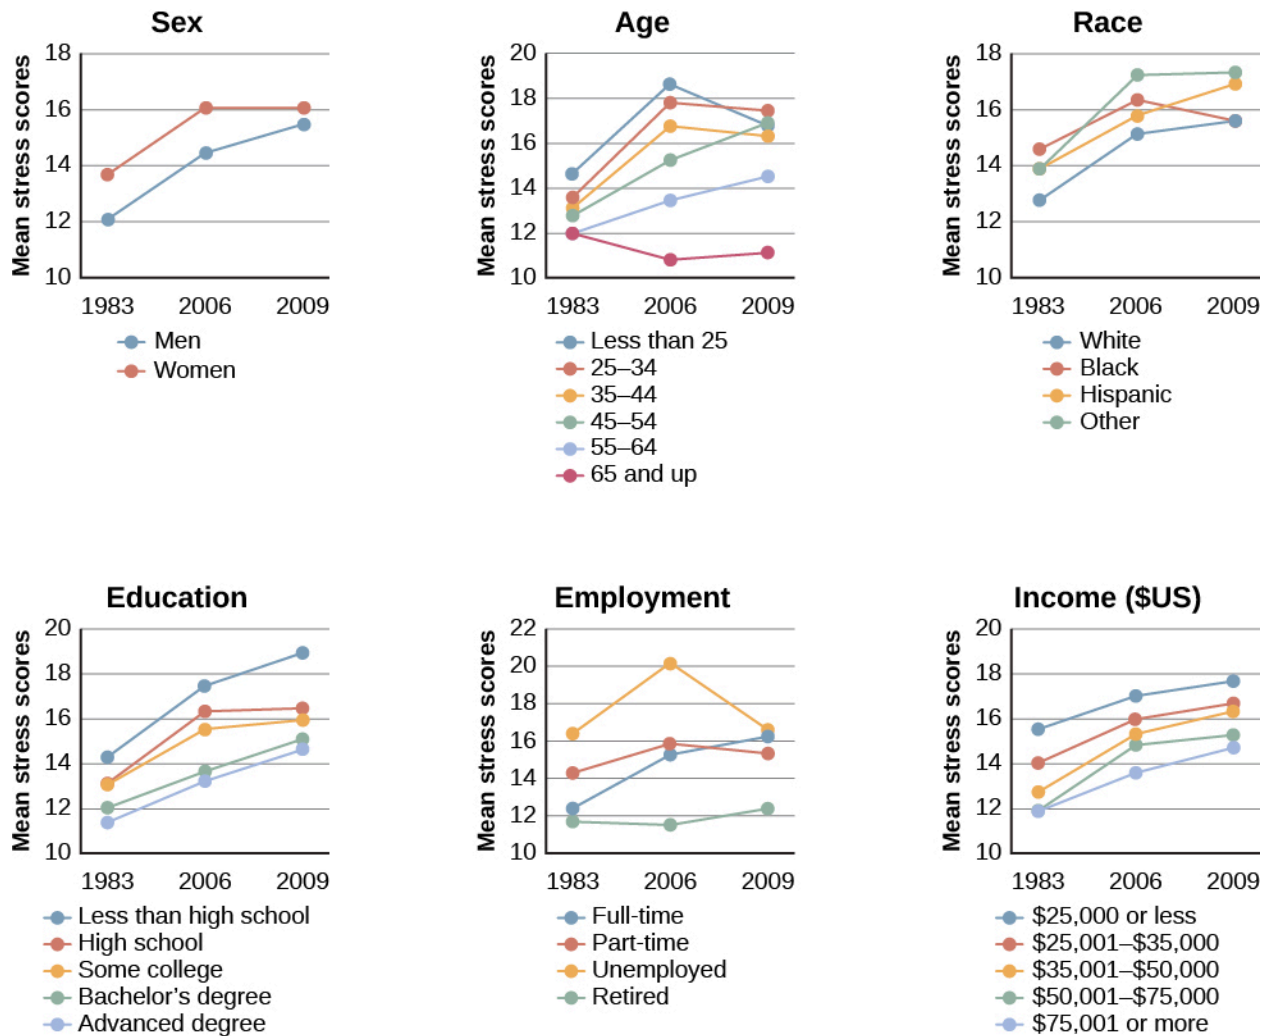 Sex
Mean stress scores
18
16
14
12
10
1983 2006 2009
Men
Women
Age
Mean stress scores
20
18
16
14
12
10
1983 2006 2009
Less than 25
25–34
35–44
45–54
55–64
65 and up
Race
Mean stress scores
18
16
14
12
10
1983 2006 2009
White
Black
Hispanic
Other
Education
Mean stress scores
20
18
16
14
12
10
1983 2006 2009
Less than high school
High school
Some college
Bachelor’s degree
Advanced degree
Employment
Mean stress scores
22
20
18
16
14
12
10
1983 2006 2009
Full-time
Part-time
Unemployed
Retired
Income ($US)
Mean stress scores
20
18
16
14
12
10
1983 2006 2009
$25,000 or less
$25,001–$35,000
$35,001–$50,000
$50,001–$75,000
$75,001 or more